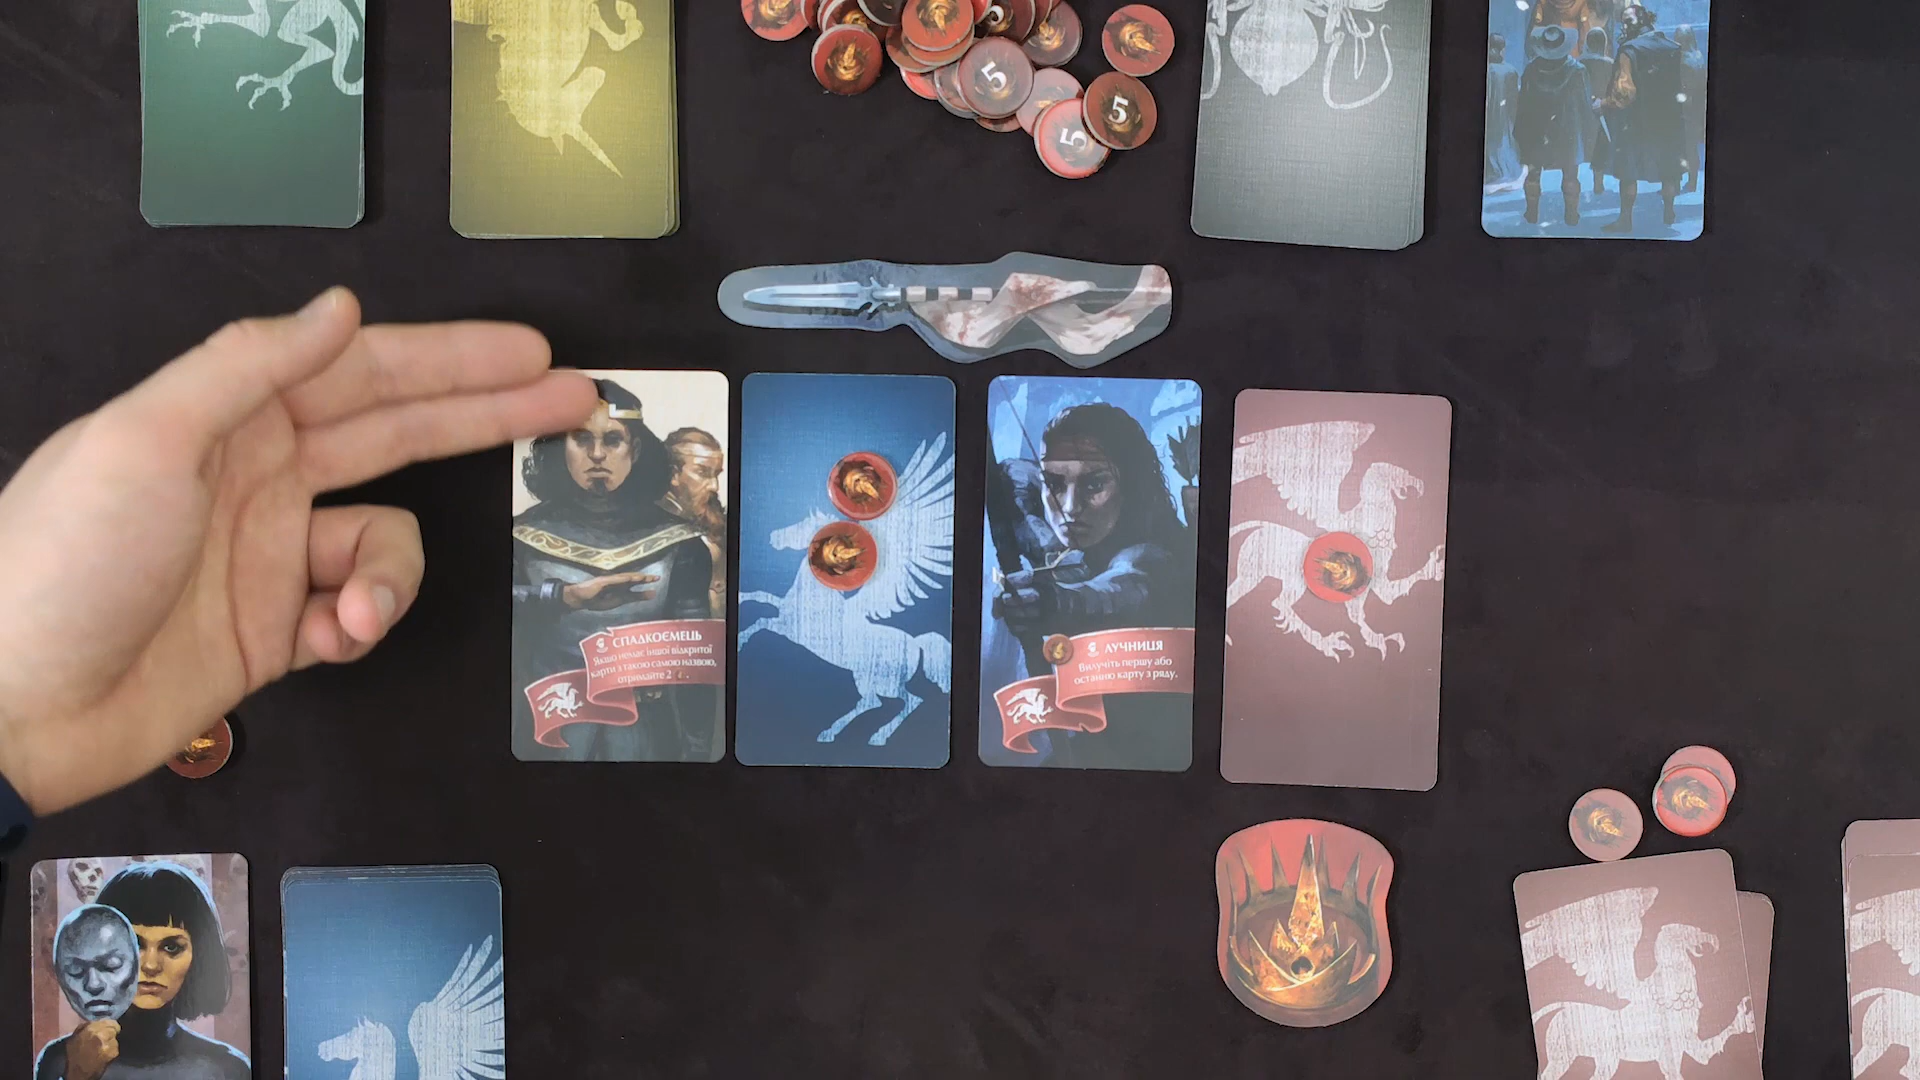 5
5
5
СПАДКОЄМЕЦЬ
Якщо немає іншої відкритої
карти з такою самою назвою,
отримайте 2 .
ЛУЧНИЦЯ
Вилучіть першу або
останню карту з ряду.